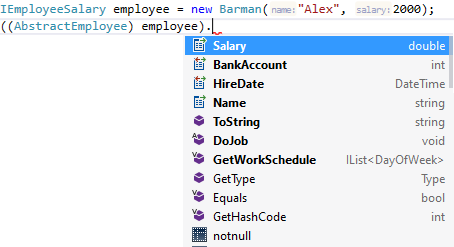 IEmployeeSalary employee = new Barman(name:"Alex", salary:2000);
((AbstractEmployee) employee).
Salary double
BankAccount int
HireDate DateTime
Name string
ToString string
DoJob void
GetWorkSchedule IList<DayOfWeek>
GetType Type
Equals bool
GetHashCode int
notnull